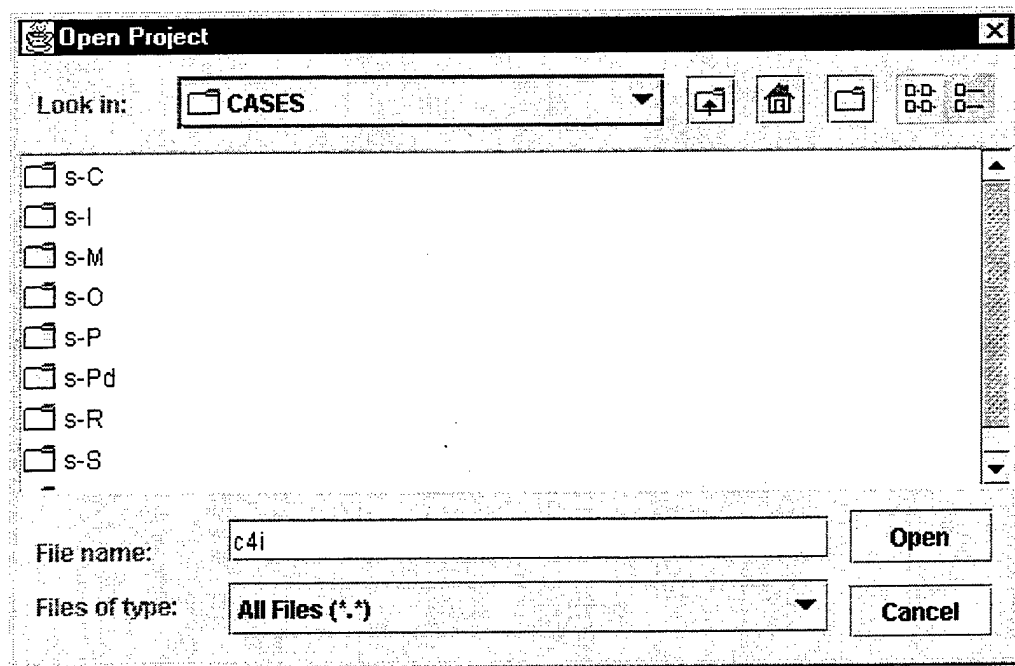 Open Project
Look in: CASES
s-C
s-I
s-M
s-O
s-P
s-Pd
s-R
s-S
File name: c4i Open
Files of type: All Files (*.*) Cancel